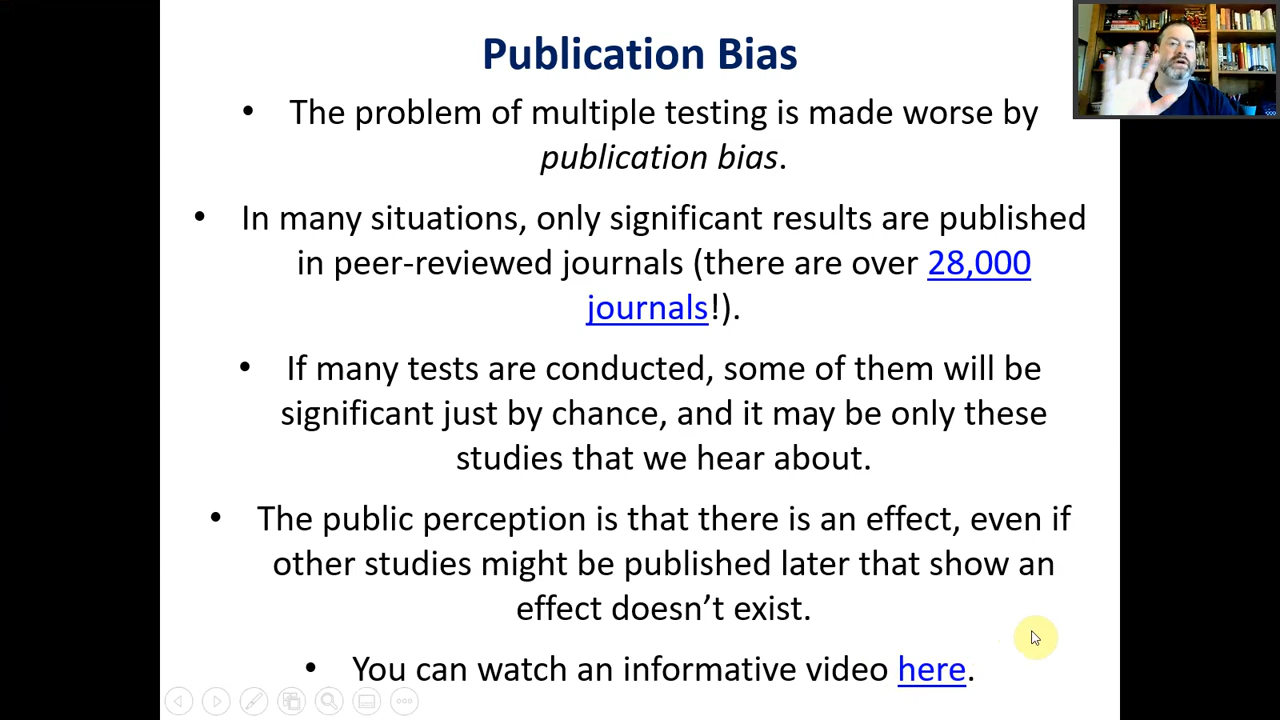 Publication Bias
• The problem of multiple testing is made worse by
publication bias.
• In many situations, only significant results are published
in peer-reviewed journals (there are over 28,000
journals!).
• If many tests are conducted, some of them will be
significant just by chance, and it may be only these
studies that we hear about.
• The public perception is that there is an effect, even if
other studies might be published later that show an
effect doesn’t exist.
• You can watch an informative video here.